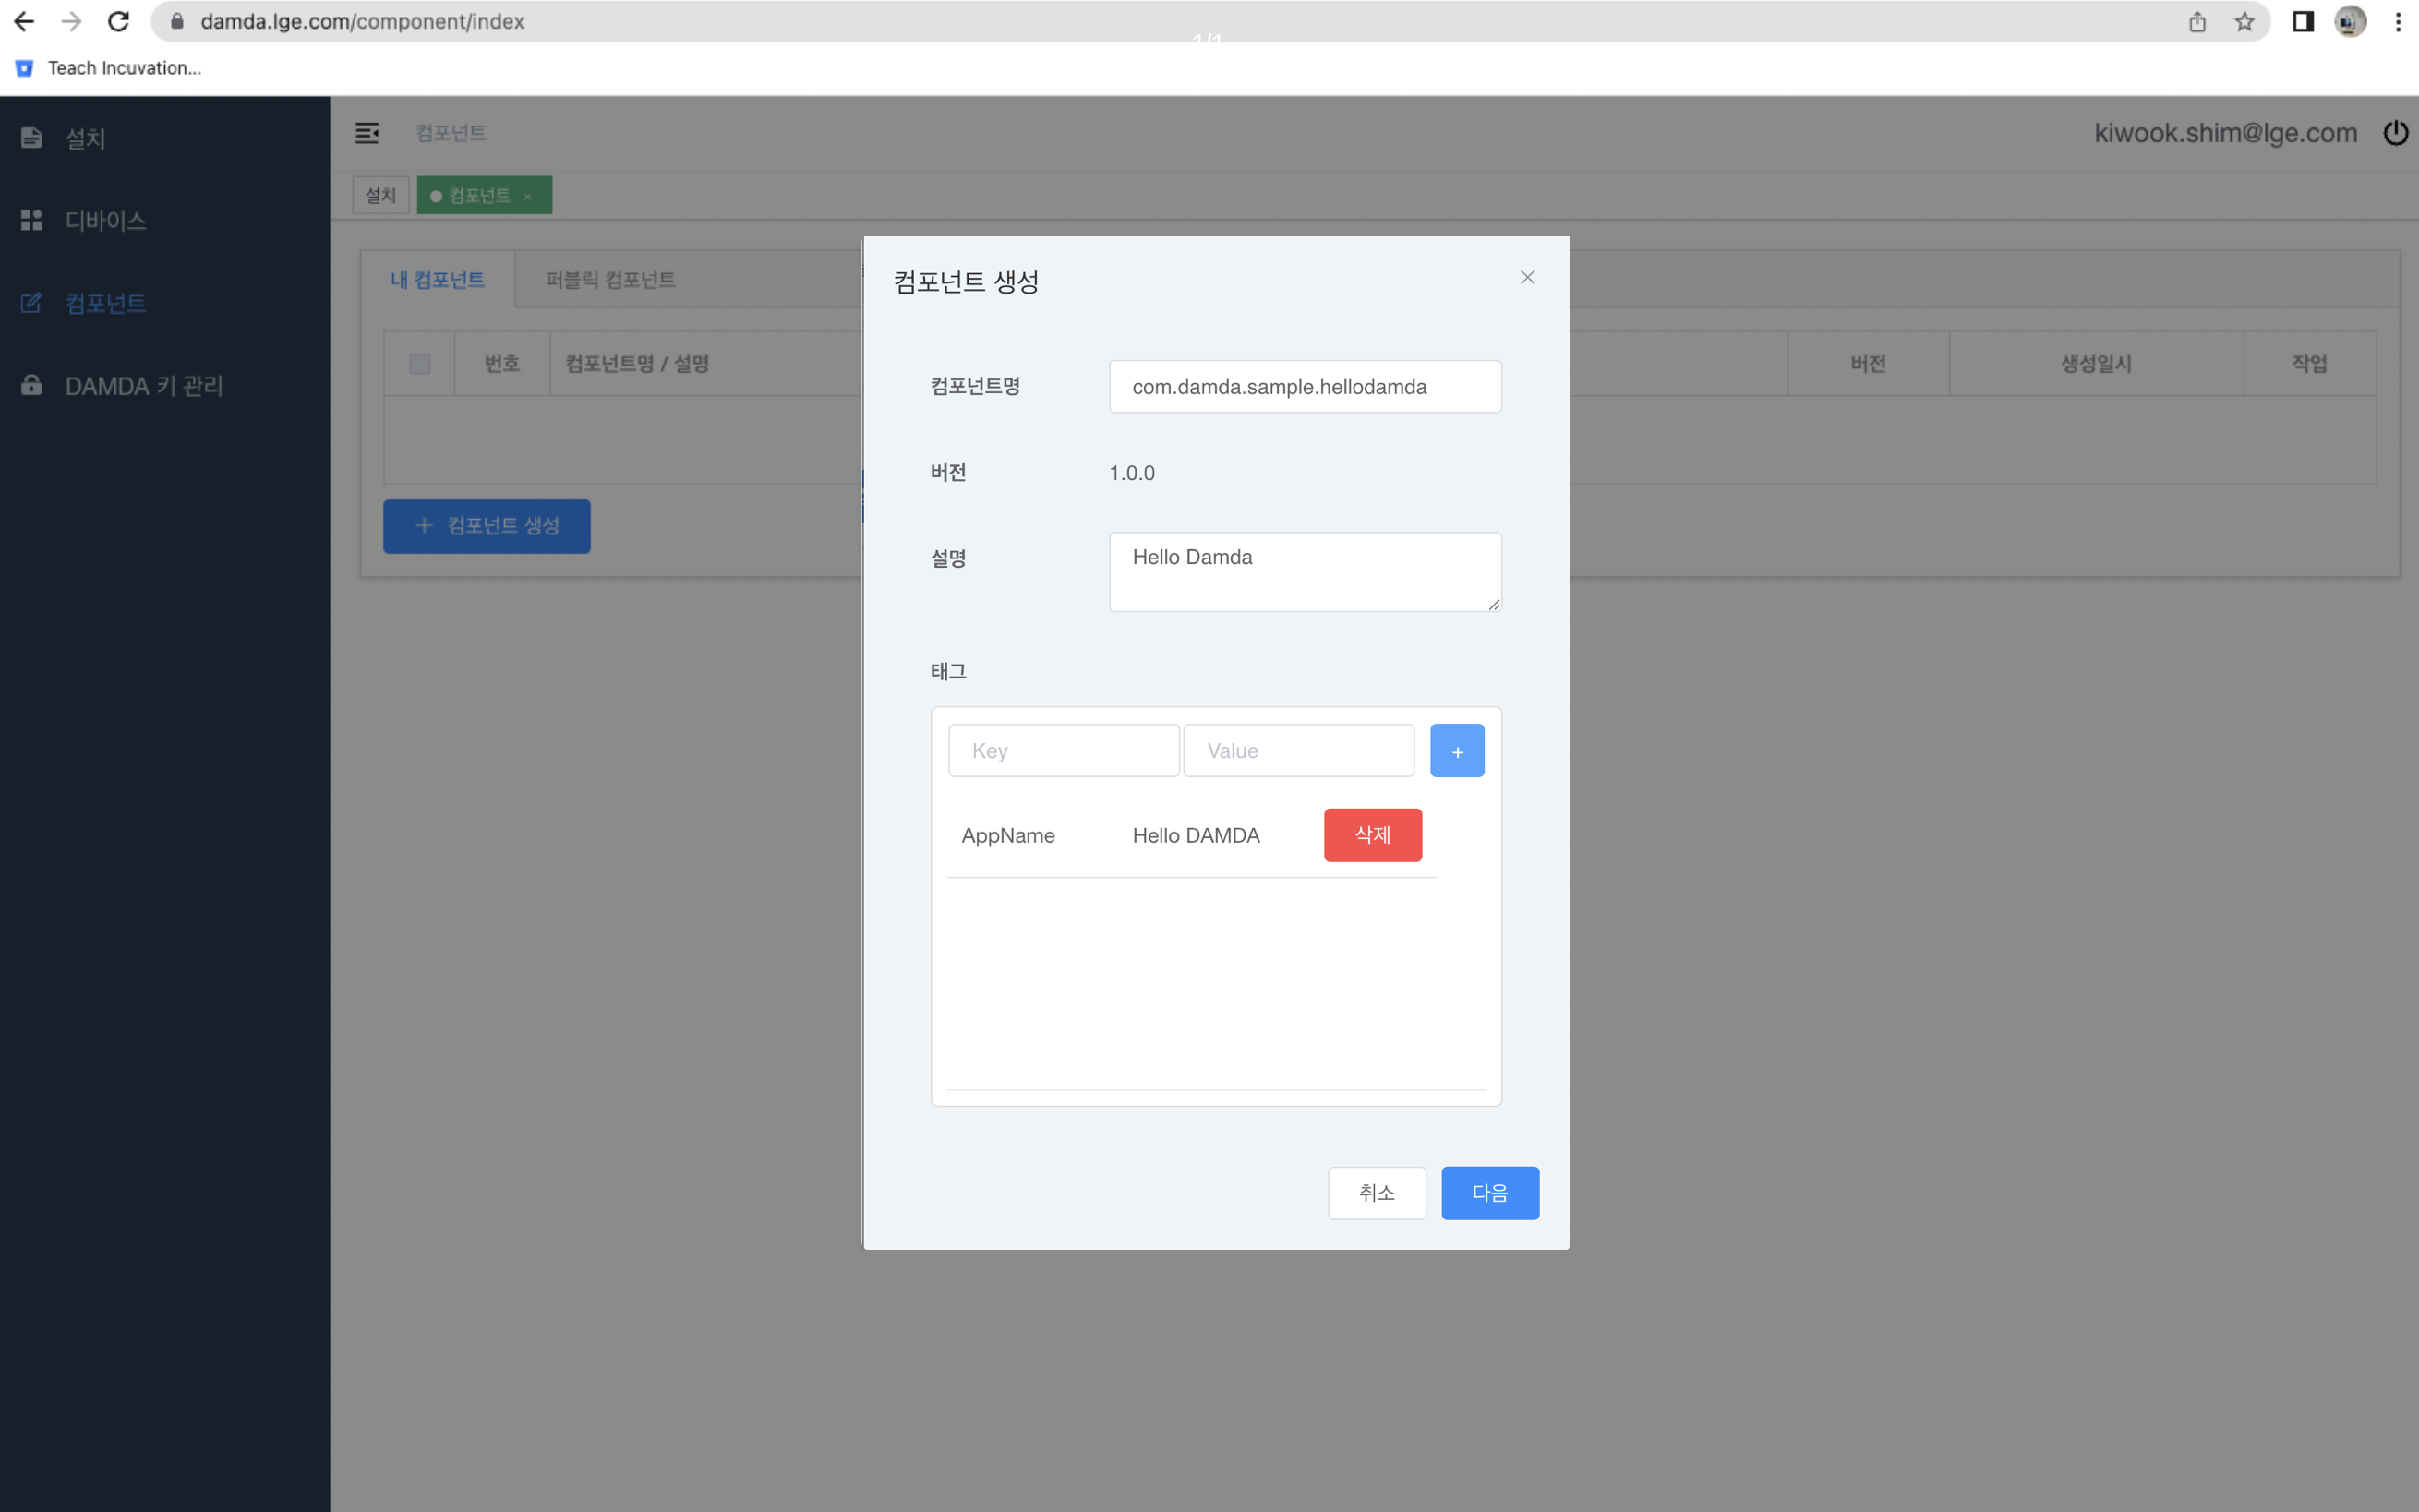 damda.lge.com/component/index
1/1
Teach Incuvation...
설치
디바이스
컴포넌트
DAMDA 키 관리
컴포넌트
kiwook.shim@lge.com
설치
컴포넌트 ×
내 컴포넌트
퍼블릭 컴포넌트
번호
컴포넌트명 / 설명
버전
생성일시
작업
+ 컴포넌트 생성
컴포넌트 생성
컴포넌트명
com.damda.sample.hellodamda
버전
1.0.0
설명
Hello Damda
태그
Key
Value
+
AppName
Hello DAMDA
삭제
취소
다음